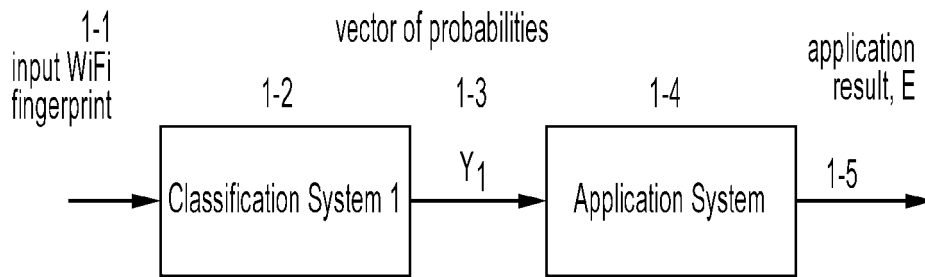 1-1
input WiFi
fingerprint
vector of probabilities
1-2
1-3
1-4
application
result, E
Classification System 1
Y1
Application System
1-5